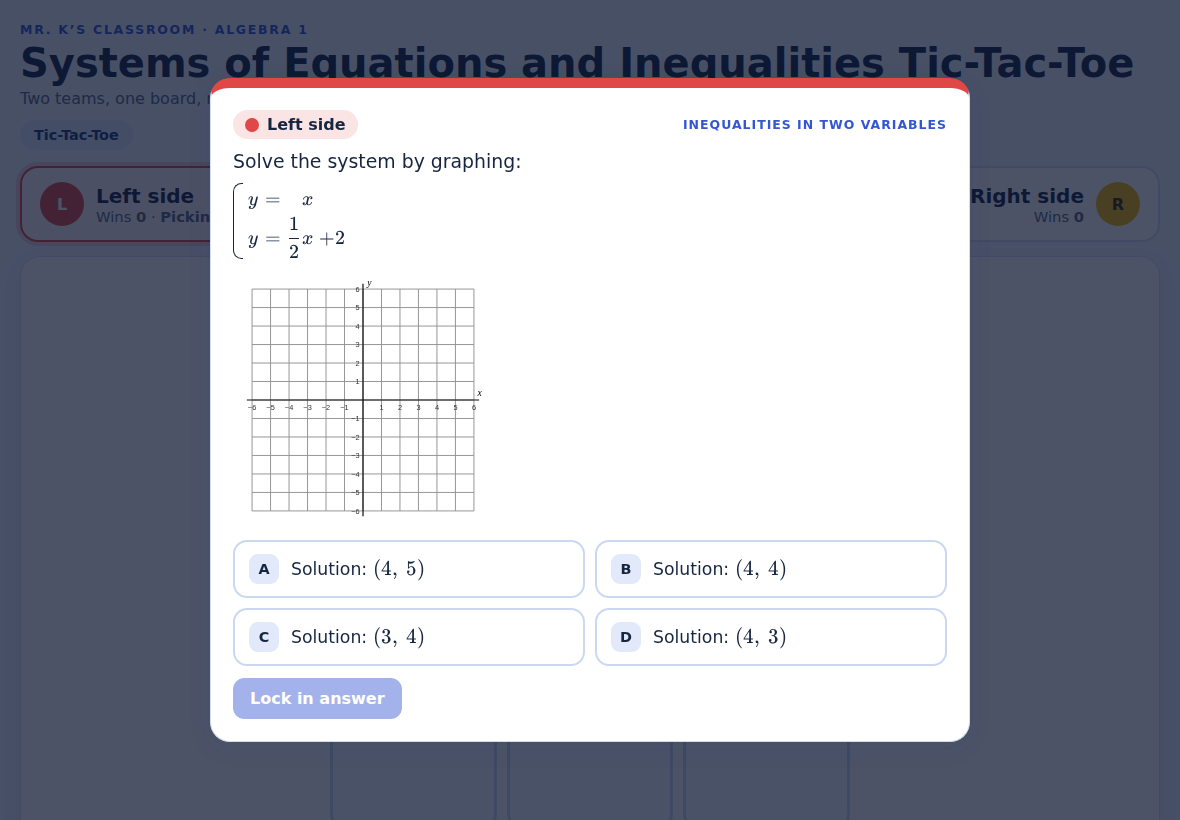 MR. K'S CLASSROOM · ALGEBRA 1
Systems of Equations and Inequalities Tic-Tac-Toe
Two teams, one board,
Tic-Tac-Toe
L
Left side
Wins 0 · Pickin
Right side
Wins 0
R
Left side
INEQUALITIES IN TWO VARIABLES
Solve the system by graphing:
y = x
y = 1/2 x +2
y
6
5
4
3
2
1
x
−6 −5 −4 −3 −2 −1 1 2 3 4 5 6
−1
−2
−3
−4
−5
−6
A Solution: (4, 5)
B Solution: (4, 4)
C Solution: (3, 4)
D Solution: (4, 3)
Lock in answer